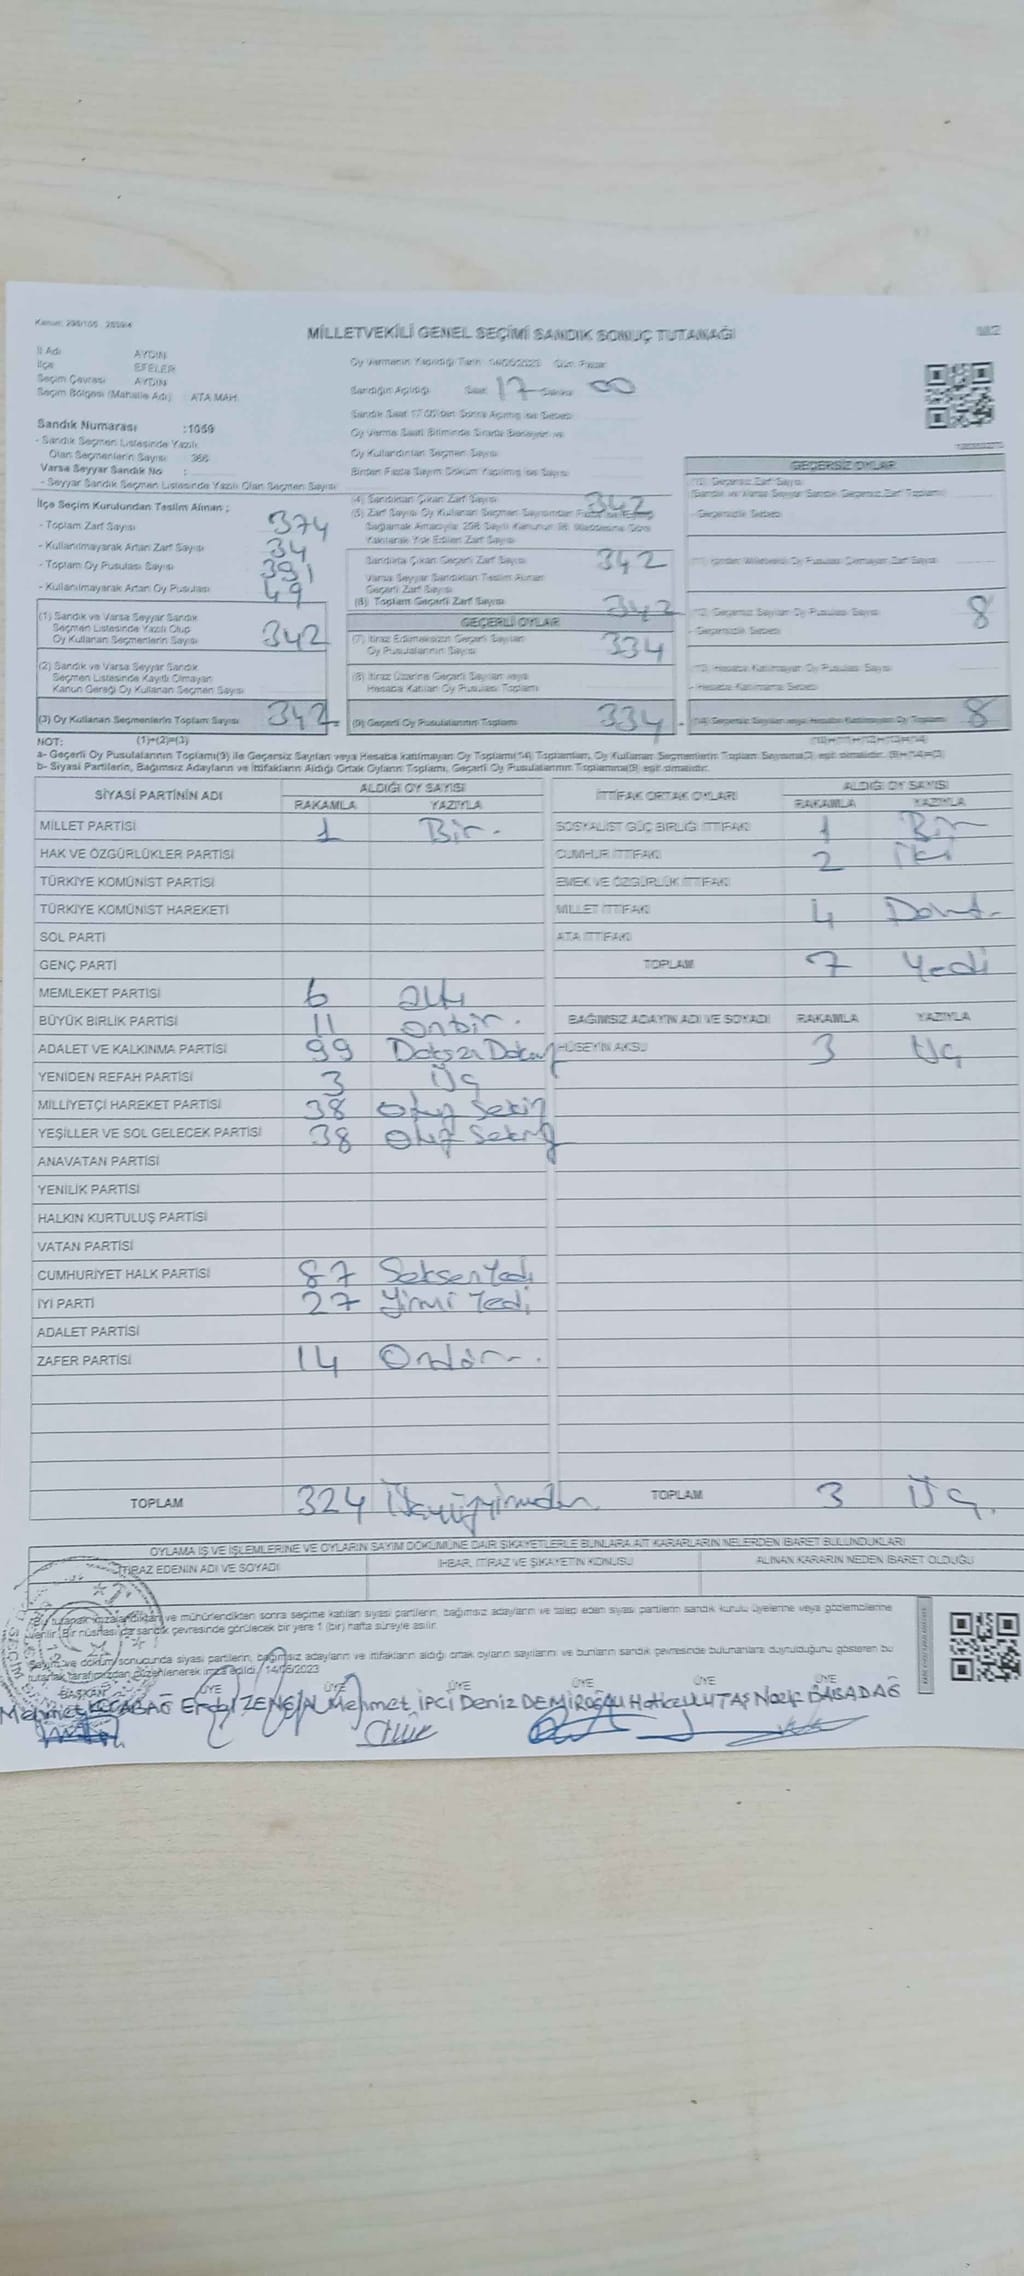 Kanun: 298/105 2839/4
MİLLETVEKİLİ GENEL SEÇİMİ SANDIK SONUÇ TUTANAĞI
İl Adı AYDIN
İlçe EFELER
Seçim Çevresi AYDIN
Seçim Bölgesi (Mahalle Adı) : ATA MAH.
Oy Vermenin Yapıldığı Tarih 14/05/2023 Gün Pazar
Sandığın Açıldığı Saat 17 00
Sandık Numarası :1059
- Sandık Seçmen Listesinde Yazılı
Olan Seçmenlerin Sayısı : 366
Varsa Seyyar Sandık No :
- Seyyar Sandık Seçmen Listesinde Yazılı Olan Seçmen Sayısı
Sandık Saat 17.00'den Sonra Açılmış ise Sebebi
Oy Verme Saati Bitiminde Sırada Bekleyen ve
Oy Kullandırılan Seçmen Sayısı
Birden Fazla Sayım Döküm Yapılmış ise Sayısı
İlçe Seçim Kurulundan Teslim Alınan ;
- Toplam Zarf Sayısı 374
- Kullanılmayarak Artan Zarf Sayısı 34
- Toplam Oy Pusulası Sayısı 391
- Kullanılmayarak Artan Oy Pusulası 49
(1) Sandık ve Varsa Seyyar Sandık
Seçmen Listesinde Yazılı Olup
Oy Kullanan Seçmenlerin Sayısı 342
(2) Sandık ve Varsa Seyyar Sandık
Seçmen Listesinde Kayıtlı Olmayan
Kanun Gereği Oy Kullanan Seçmen Sayısı
(3) Oy Kullanan Seçmenlerin Toplam Sayısı 342
(4) Sandıktan Çıkan Zarf Sayısı 342
(5) Zarf Sayısı Oy Kullanan Seçmen Sayısından Fazla ise Eşitliği
Sağlamak Amacıyla 298 Sayılı Kanunun 98. Maddesine Göre
Yakılarak Yok Edilen Zarf Sayısı
Sandıkta Çıkan Geçerli Zarf Sayısı 342
Varsa Seyyar Sandıktan Teslim Alınan
Geçerli Zarf Sayısı
(6) Toplam Geçerli Zarf Sayısı 342
GEÇERLİ OYLAR
(7) İtiraz Edilmeksizin Geçerli Sayılan
Oy Pusulalarının Sayısı 334
(8) İtiraz Üzerine Geçerli Sayılan veya
Hesaba Katılan Oy Pusulası Toplamı
(9) Geçerli Oy Pusulalarının Toplamı 334
GEÇERSİZ OYLAR
(10) Geçersiz Zarf Sayısı
(Sandık ve Varsa Seyyar Sandık Geçersiz Zarf Toplamı)
- Geçersizlik Sebebi
(11) İçinden Milletvekili Oy Pusulası Çıkmayan Zarf Sayısı
(12) Geçersiz Sayılan Oy Pusulası Sayısı 8
- Geçersizlik Sebebi
(13) Hesaba Katılmayan Oy Pusulası Sayısı
- Hesaba Katılmama Sebebi
(14) Geçersiz Sayılan veya Hesaba Katılmayan Oy Toplamı 8
NOT: (1)+(2)=(3) (10)+(11)+(12)+(13)=(14)
a- Geçerli Oy Pusulalarının Toplamı(9) ile Geçersiz Sayılan veya Hesaba katılmayan Oy Toplamı(14) Toplamları, Oy Kullanan Seçmenlerin Toplam Sayısına(3) eşit olmalıdır. (9)+(14)=(3)
b- Siyasi Partilerin, Bağımsız Adayların ve İttifakların Aldığı Ortak Oyların Toplamı, Geçerli Oy Pusulalarının Toplamına(9) eşit olmalıdır.
SİYASİ PARTİNİN ADI ALDIĞI OY SAYISI
RAKAMLA YAZIYLA
MİLLET PARTİSİ 1 Bir.
HAK VE ÖZGÜRLÜKLER PARTİSİ
TÜRKİYE KOMÜNİST PARTİSİ
TÜRKİYE KOMÜNİST HAREKETİ
SOL PARTİ
GENÇ PARTİ
MEMLEKET PARTİSİ 6 altı
BÜYÜK BİRLİK PARTİSİ 11 onbir.
ADALET VE KALKINMA PARTİSİ 99 Doksan Dokuz
YENİDEN REFAH PARTİSİ 3 Üç
MİLLİYETÇİ HAREKET PARTİSİ 38 Otuz Sekiz
YEŞİLLER VE SOL GELECEK PARTİSİ 38 Otuz Sekiz
ANAVATAN PARTİSİ
YENİLİK PARTİSİ
HALKIN KURTULUŞ PARTİSİ
VATAN PARTİSİ
CUMHURİYET HALK PARTİSİ 87 Seksen Yedi
İYİ PARTİ 27 Yirmi Yedi
ADALET PARTİSİ
ZAFER PARTİSİ 14 Ondört.
TOPLAM 324
İTTİFAK ORTAK OYLARI ALDIĞI OY SAYISI
RAKAMLA YAZIYLA
SOSYALİST GÜÇ BİRLİĞİ İTTİFAKI 1 Bir
CUMHUR İTTİFAKI 2 İki
EMEK VE ÖZGÜRLÜK İTTİFAKI
MİLLET İTTİFAKI 4 Dört.
ATA İTTİFAKI
TOPLAM 7 Yedi
BAĞIMSIZ ADAYIN ADI VE SOYADI RAKAMLA YAZIYLA
HÜSEYİN AKSU 3 Üç
TOPLAM 3 Üç.
OYLAMA İŞ VE İŞLEMLERİNE VE OYLARIN SAYIM DÖKÜMÜNE DAİR ŞİKAYETLERLE BUNLARA AİT KARARLARIN NELERDEN İBARET BULUNDUKLARI
İTİRAZ EDENİN ADI VE SOYADI İHBAR, İTİRAZ VE ŞİKAYETİN KONUSU ALINAN KARARIN NEDEN İBARET OLDUĞU
Bu tutanak imzalandıktan ve mühürlendikten sonra seçime katılan siyasi partilerin, bağımsız adayların ve talep eden siyasi partilerin sandık kurulu üyelerine veya gözlemcilerine
verilir. Bir nüshası da sandık çevresinde görülecek bir yere 1 (bir) hafta süreyle asılır.
Sayım ve döküm sonucunda siyasi partilerin, bağımsız adayların ve ittifakların aldığı ortak oyların sayılarını ve bunların sandık çevresinde bulunanlara duyurulduğunu gösteren bu
tutanak tarafımızdan düzenlenerek imza edildi. 14/05/2023
BAŞKAN ÜYE ÜYE ÜYE ÜYE ÜYE
Mehmet Erdal Mehmet İPCİ Deniz DEMİROĞLU Hatice ULUTAŞ BABADAĞ